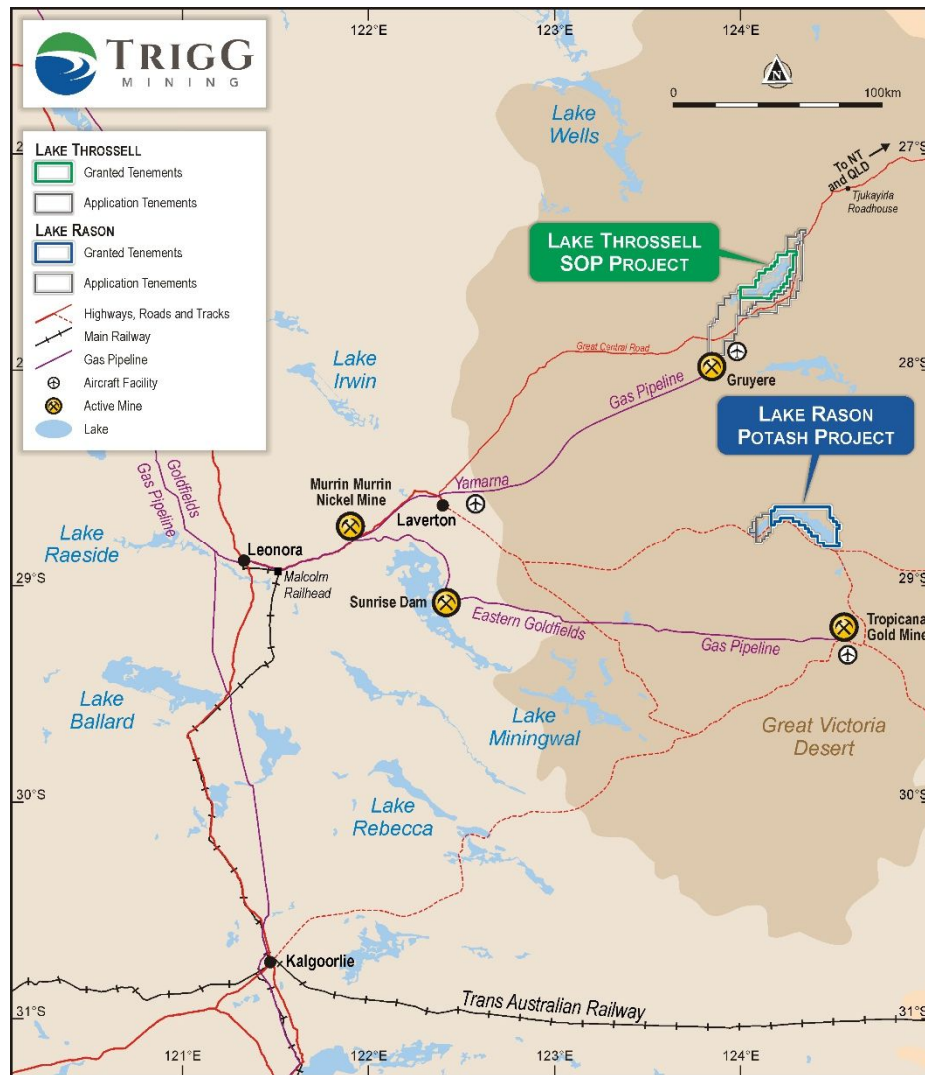 122°E
123°E
124°E
TRIGG
MINING
0
100km
Lake
Wells
27°S
27°S
To NT
and QLD
Tjukayirla
Roadhouse
LAKE THROSSELL
Granted Tenements
Application Tenements
LAKE RASON
Granted Tenements
Application Tenements
Highways, Roads and Tracks
Main Railway
Gas Pipeline
Aircraft Facility
Active Mine
Lake
LAKE THROSSELL
SOP PROJECT
Lake
Irwin
Great Central Road
28°S
28°S
Gas Pipeline
Gruyere
LAKE RASON
POTASH PROJECT
Goldfields
Gas Pipeline
Murrin Murrin
Nickel Mine
Yamarna
Laverton
Lake
Raeside
Leonora
Malcolm
Railhead
29°S
29°S
Sunrise Dam
Eastern Goldfields
Gas Pipeline
Tropicana
Gold Mine
Lake
Ballard
Lake
Miningwal
Great Victoria
Desert
30°S
30°S
Lake
Rebecca
Kalgoorlie
Trans Australian Railway
31°S
31°S
121°E
122°E
123°E
124°E